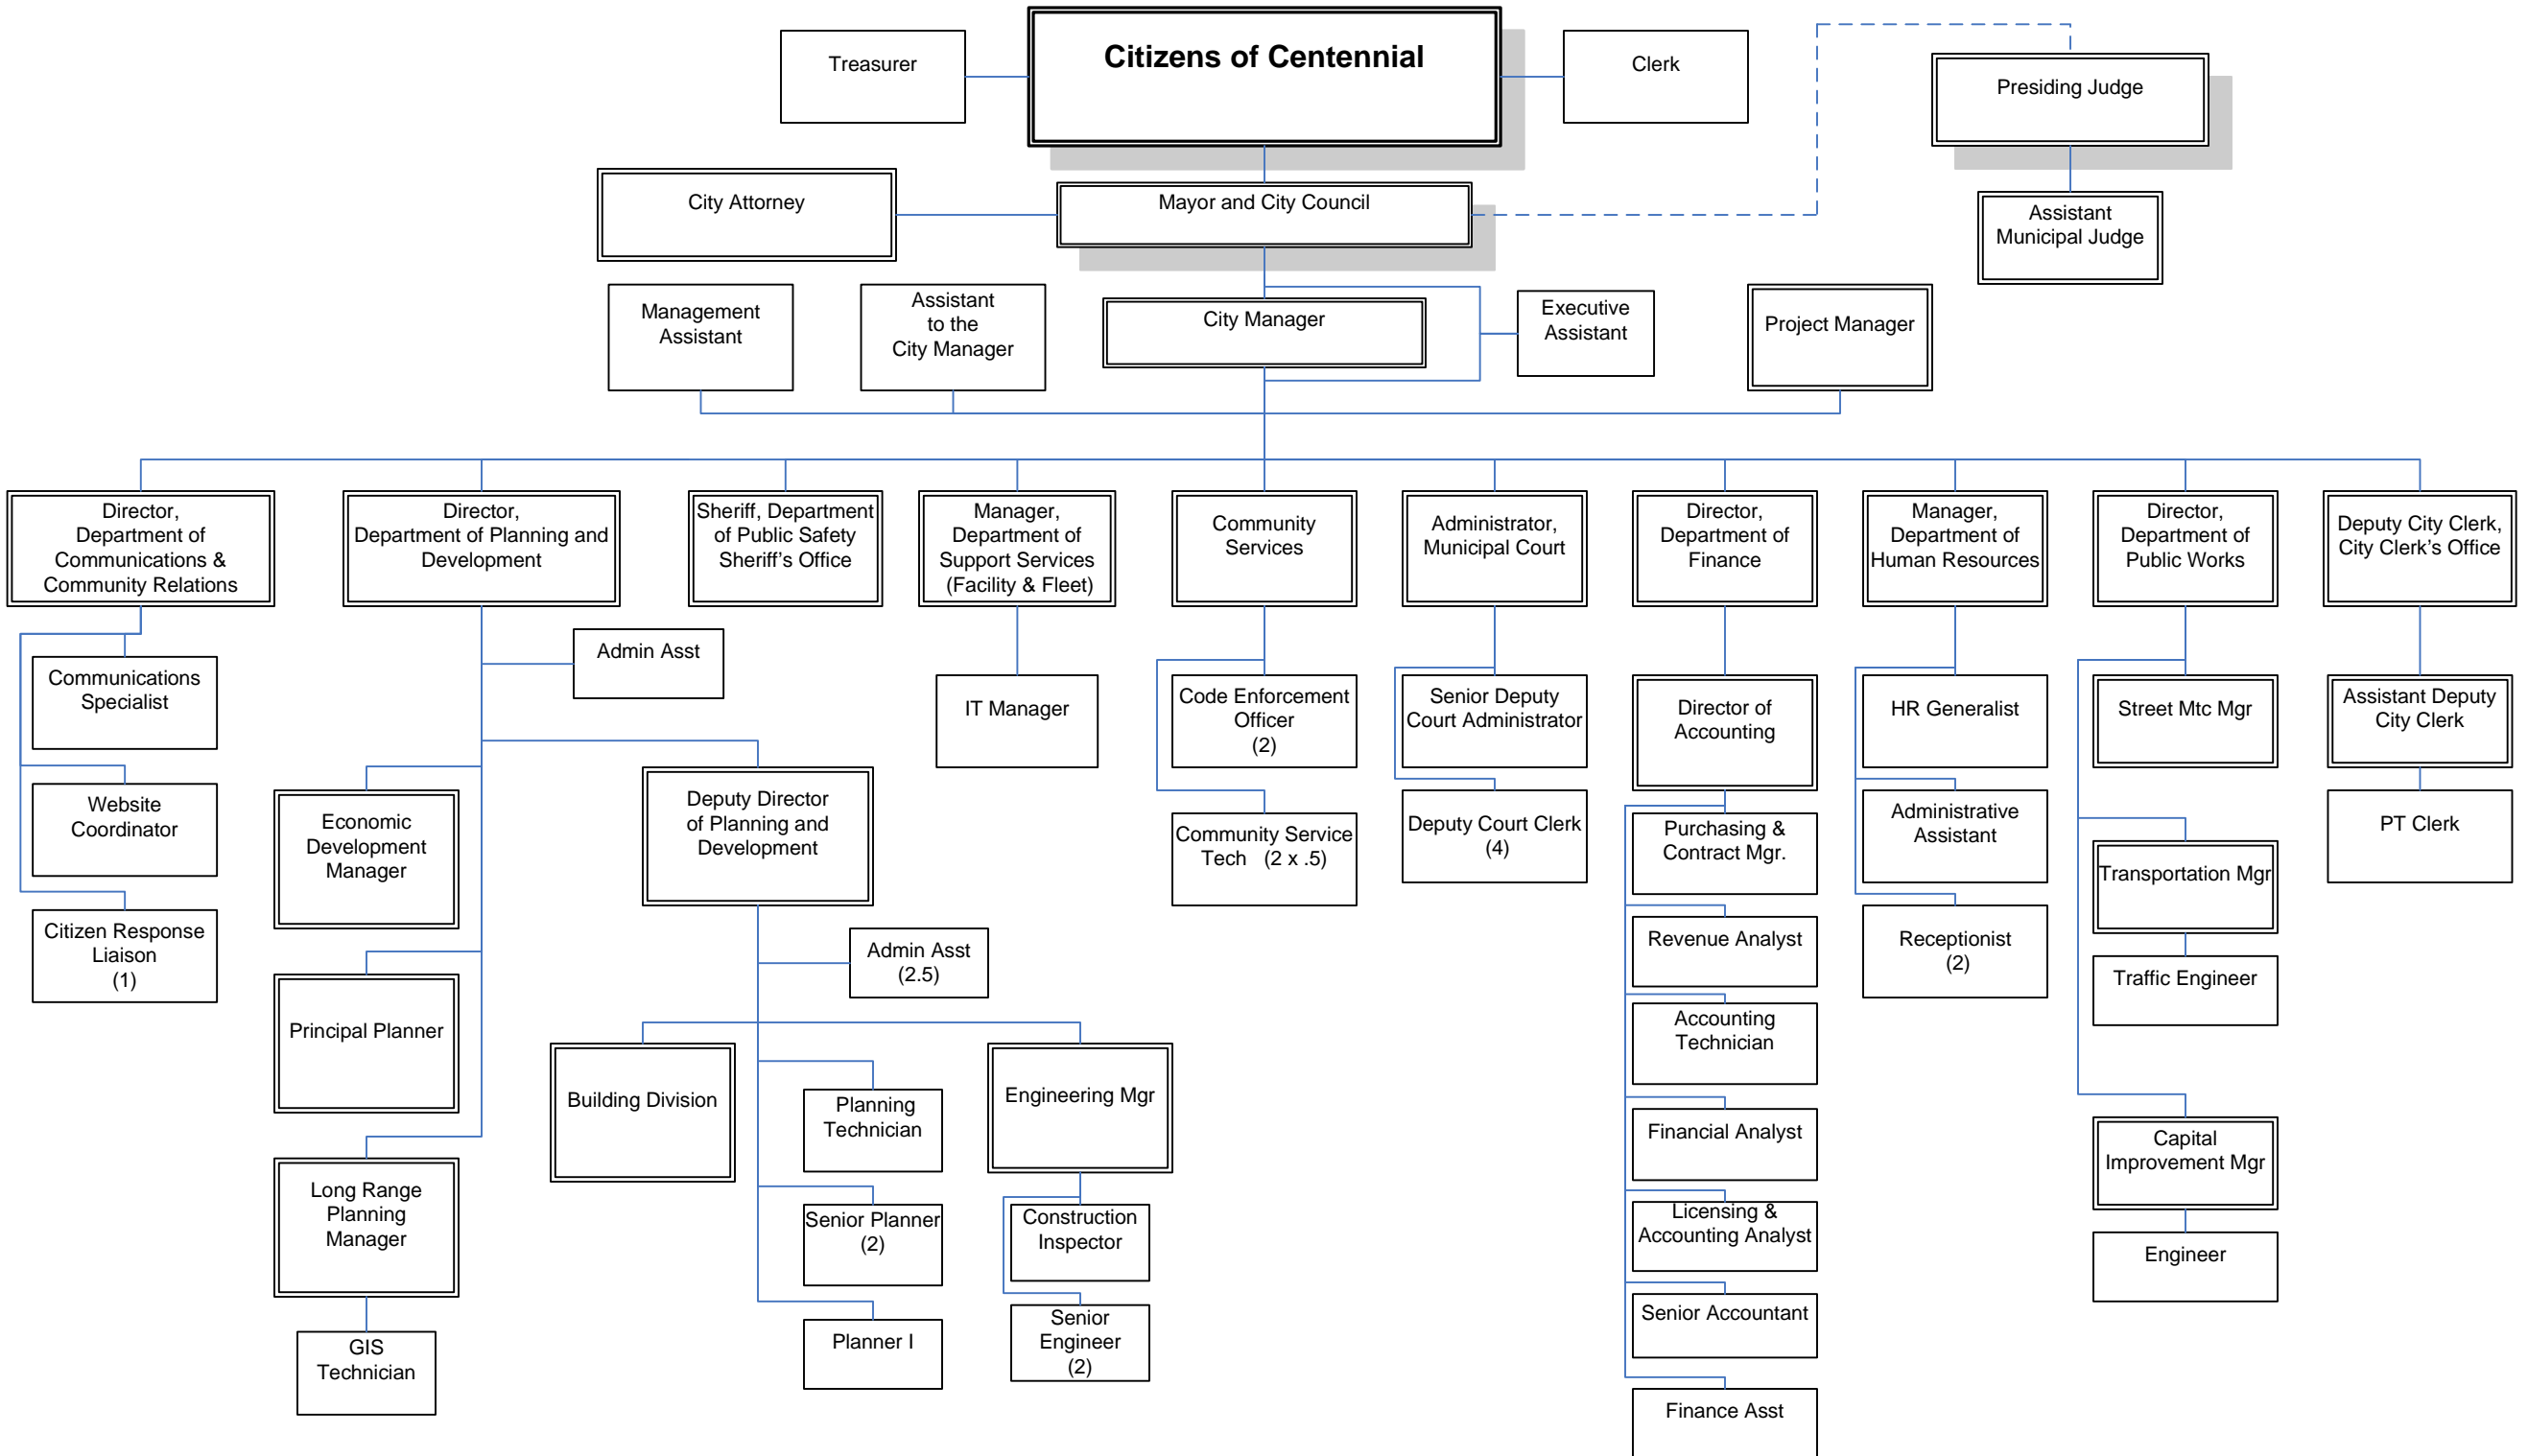 Citizens of Centennial
Treasurer
Clerk
Presiding Judge
City Attorney
Mayor and City Council
Assistant
Municipal Judge
Management
Assistant
Assistant
to the
City Manager
City Manager
Executive
Assistant
Project Manager
Director,
Department of
Communications &
Community Relations
Director,
Department of Planning and
Development
Sheriff, Department
of Public Safety
Sheriff’s Office
Manager,
Department of
Support Services
(Facility & Fleet)
Community
Services
Administrator,
Municipal Court
Director,
Department of
Finance
Manager,
Department of
Human Resources
Director,
Department of
Public Works
Deputy City Clerk,
City Clerk’s Office
Communications
Specialist
Website
Coordinator
Citizen Response
Liaison
(1)
Admin Asst
Economic
Development
Manager
Principal Planner
Long Range
Planning
Manager
GIS
Technician
Deputy Director
of Planning and
Development
Admin Asst
(2.5)
Building Division
Planning
Technician
Senior Planner
(2)
Planner I
Engineering Mgr
Construction
Inspector
Senior
Engineer
(2)
IT Manager
Code Enforcement
Officer
(2)
Community Service
Tech (2 x .5)
Senior Deputy
Court Administrator
Deputy Court Clerk
(4)
Director of
Accounting
Purchasing &
Contract Mgr.
Revenue Analyst
Accounting
Technician
Financial Analyst
Licensing &
Accounting Analyst
Senior Accountant
Finance Asst
HR Generalist
Administrative
Assistant
Receptionist
(2)
Street Mtc Mgr
Transportation Mgr
Traffic Engineer
Capital
Improvement Mgr
Engineer
Assistant Deputy
City Clerk
PT Clerk